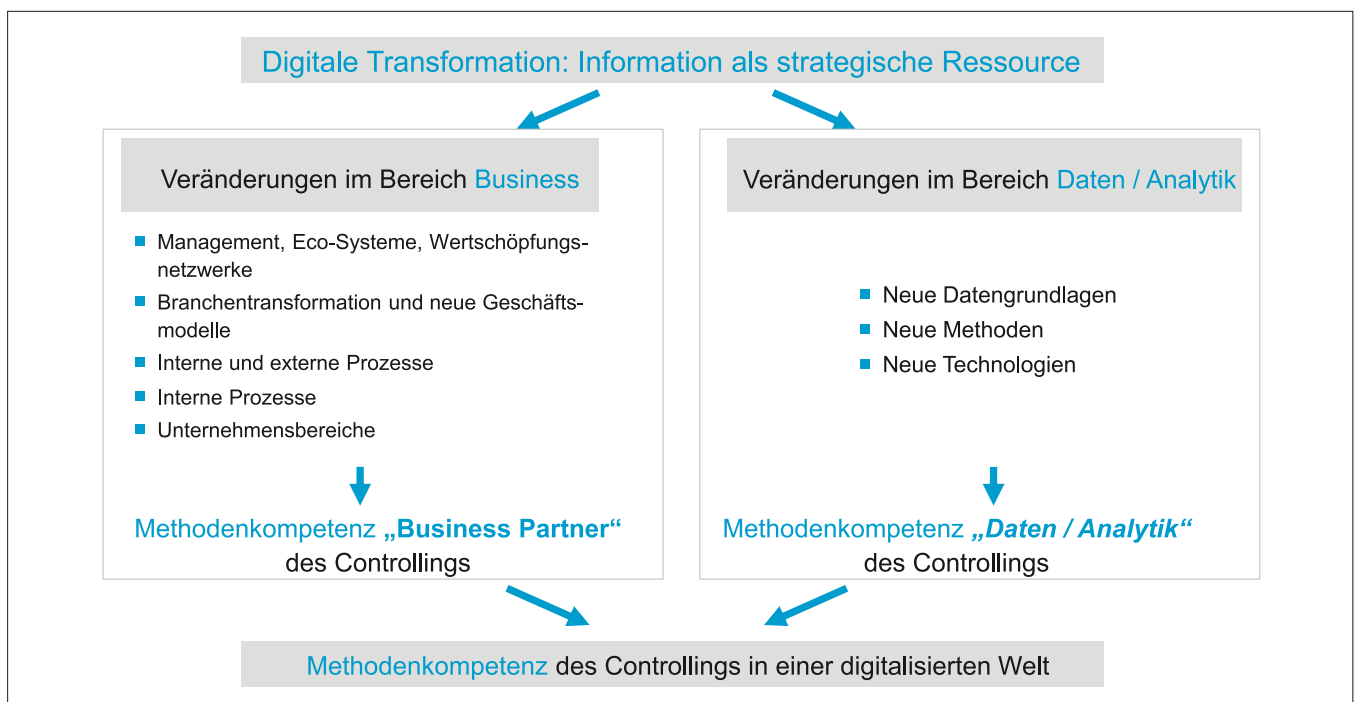 Digitale Transformation: Information als strategische Ressource
Veränderungen im Bereich Business
Management, Eco-Systeme, Wertschöpfungs-
netzwerke
Branchentransformation und neue Geschäfts-
modelle
Interne und externe Prozesse
Interne Prozesse
Unternehmensbereiche
Methodenkompetenz „Business Partner“
des Controllings
Veränderungen im Bereich Daten / Analytik
Neue Datengrundlagen
Neue Methoden
Neue Technologien
Methodenkompetenz „Daten / Analytik“
des Controllings
Methodenkompetenz des Controllings in einer digitalisierten Welt